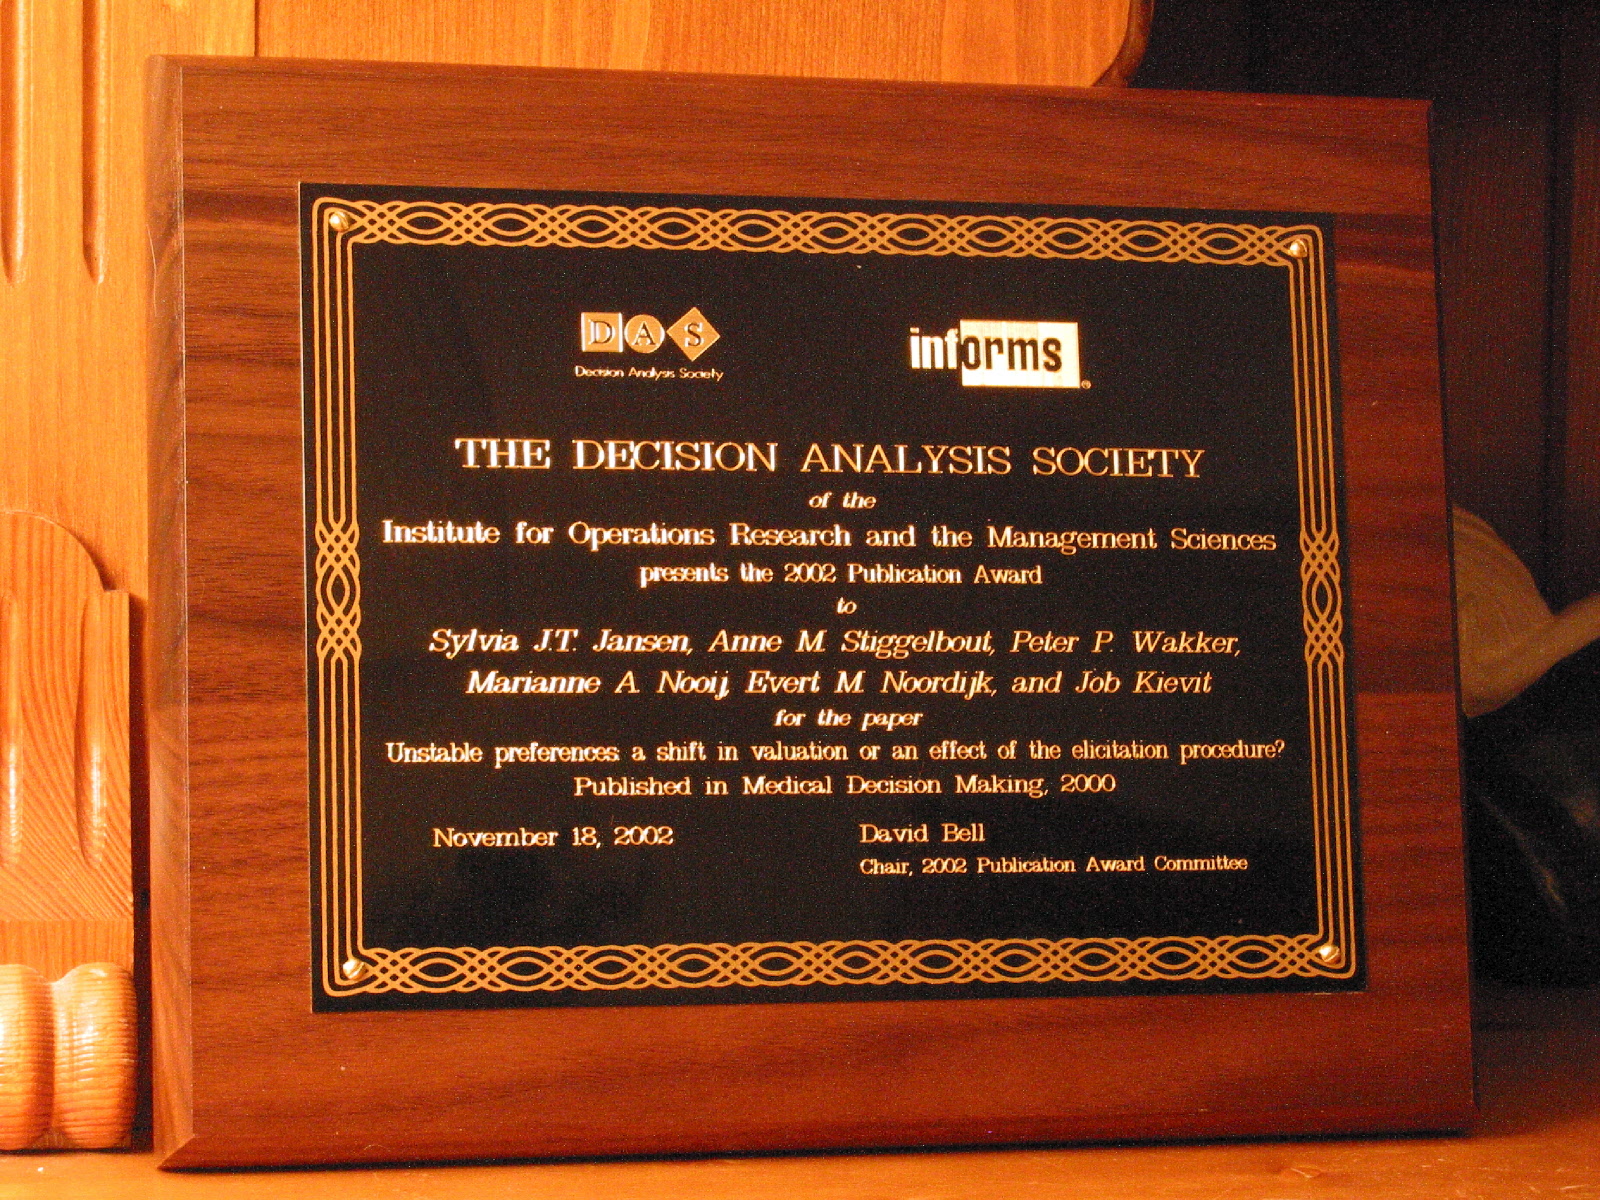 D A S
Decision Analysis Society
informs®
THE DECISION ANALYSIS SOCIETY
of the
Institute for Operations Research and the Management Sciences
presents the 2002 Publication Award
to
Sylvia J.T. Jansen, Anne M. Stiggelbout, Peter P. Wakker,
Marianne A. Nooij, Evert M. Noordijk, and Job Kievit
for the paper
Unstable preferences: a shift in valuation or an effect of the elicitation procedure?
Published in Medical Decision Making, 2000
November 18, 2002
David Bell
Chair, 2002 Publication Award Committee